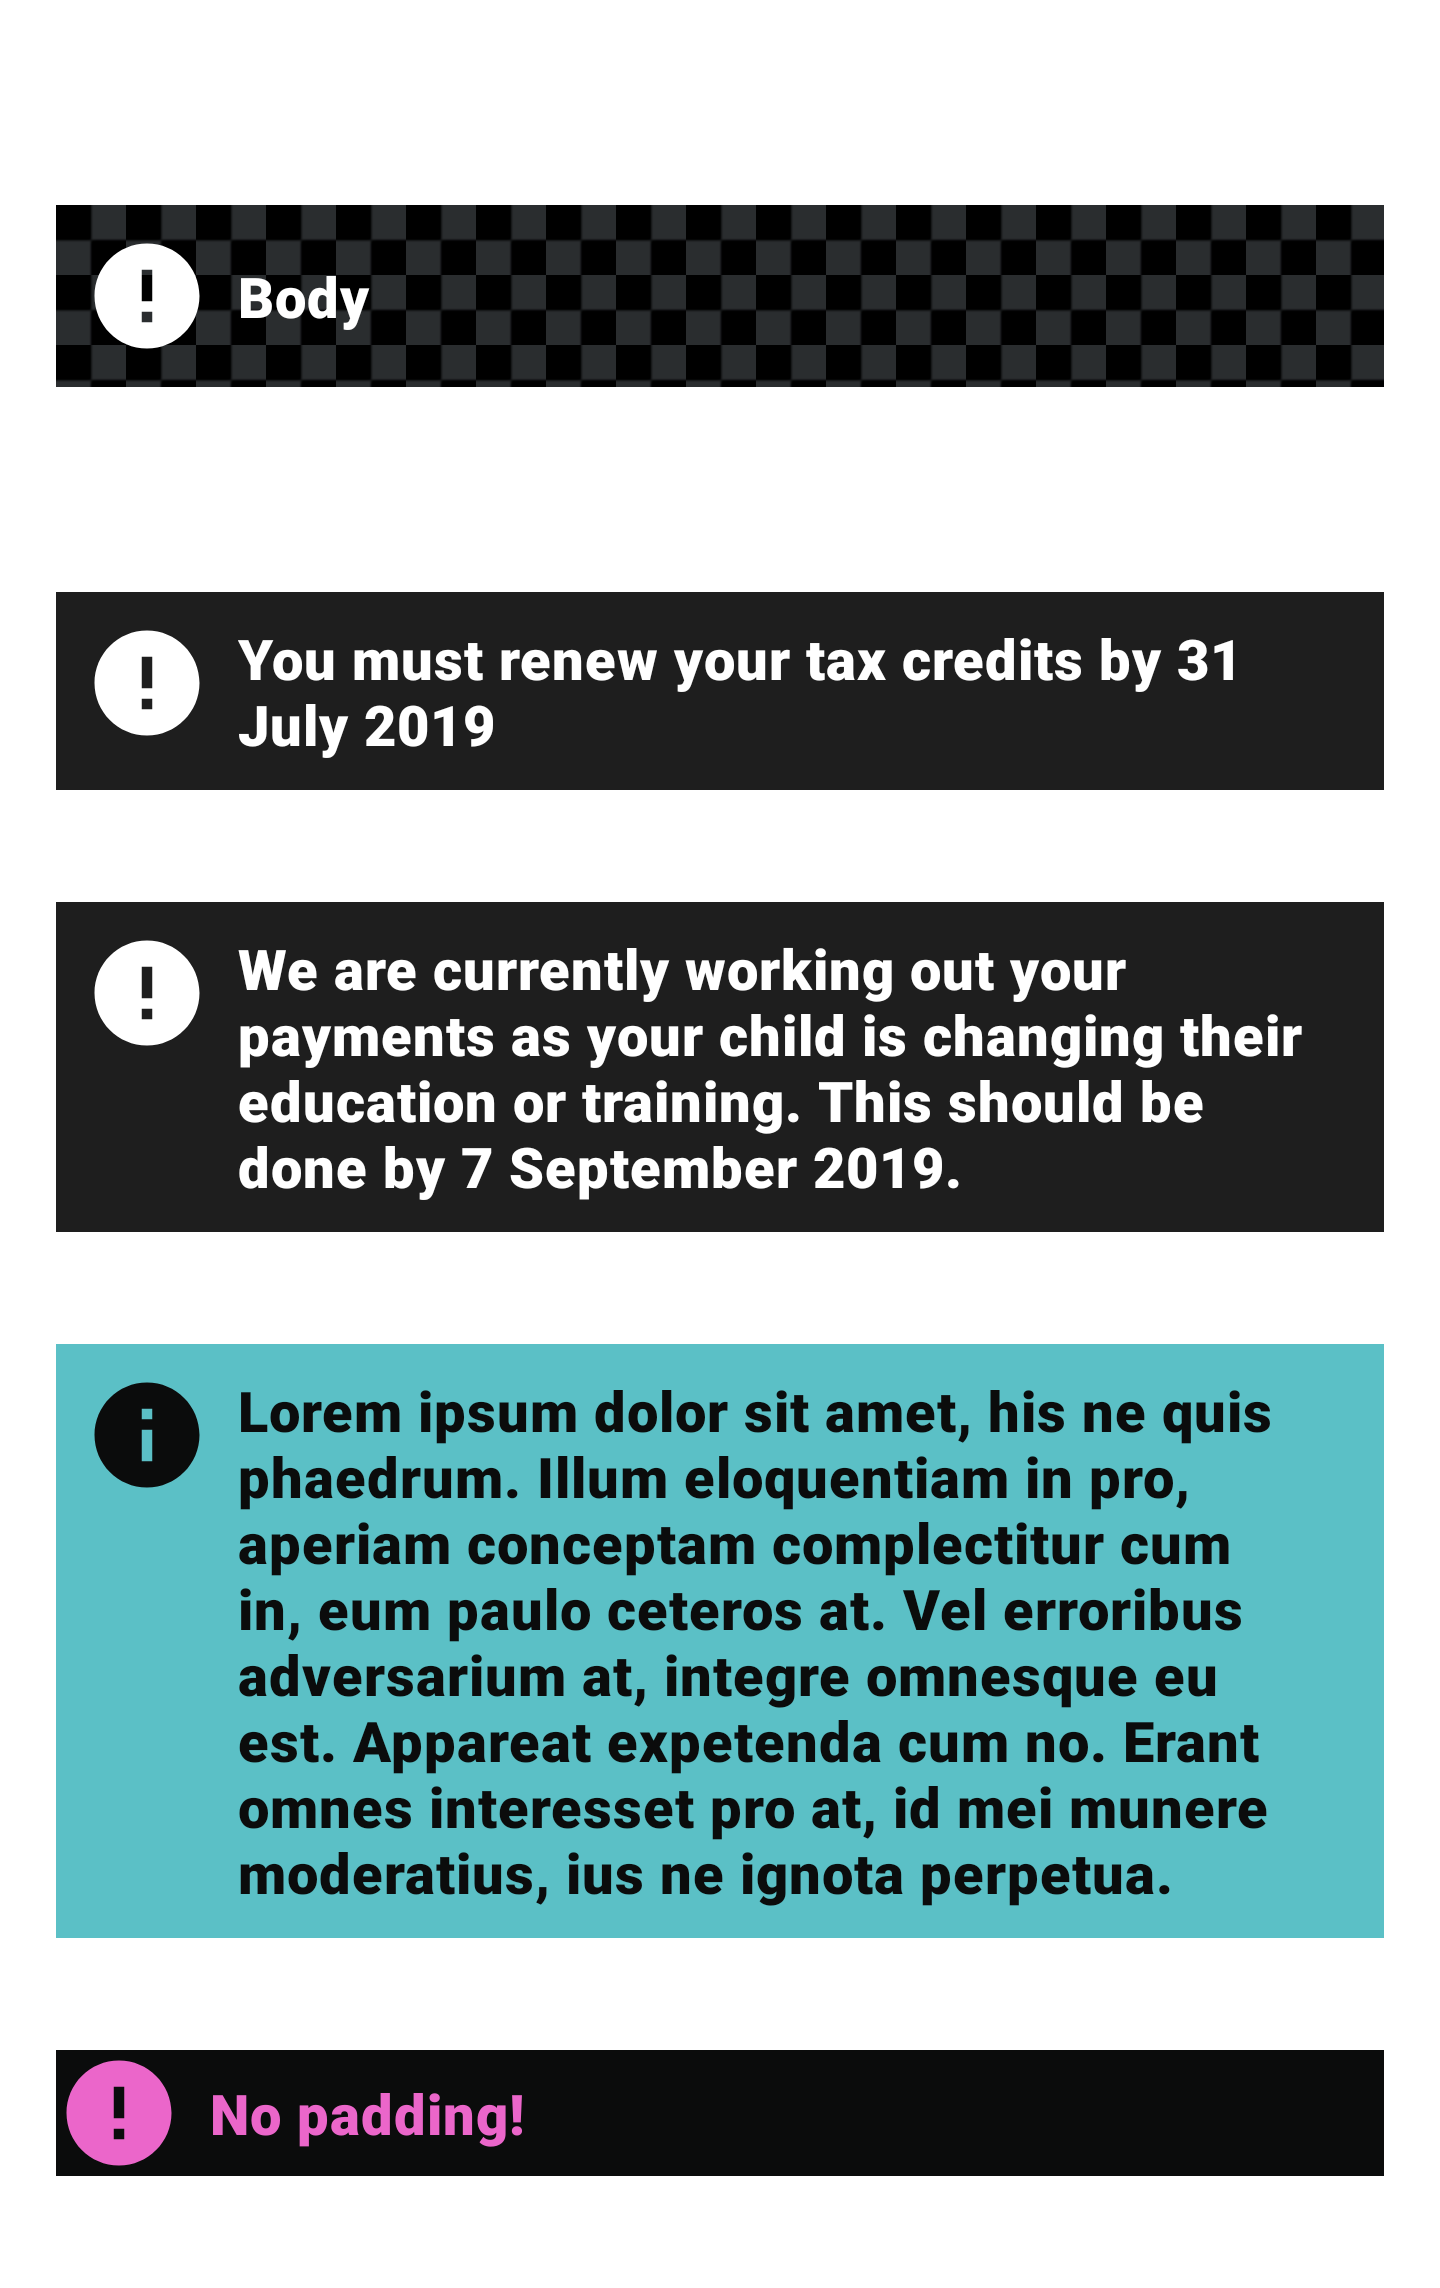 Body
You must renew your tax credits by 31
July 2019
We are currently working out your
payments as your child is changing their
education or training. This should be
done by 7 September 2019.
Lorem ipsum dolor sit amet, his ne quis
phaedrum. Illum eloquentiam in pro,
aperiam conceptam complectitur cum
in, eum paulo ceteros at. Vel erroribus
adversarium at, integre omnesque eu
est. Appareat expetenda cum no. Erant
omnes interesset pro at, id mei munere
moderatius, ius ne ignota perpetua.
No padding!